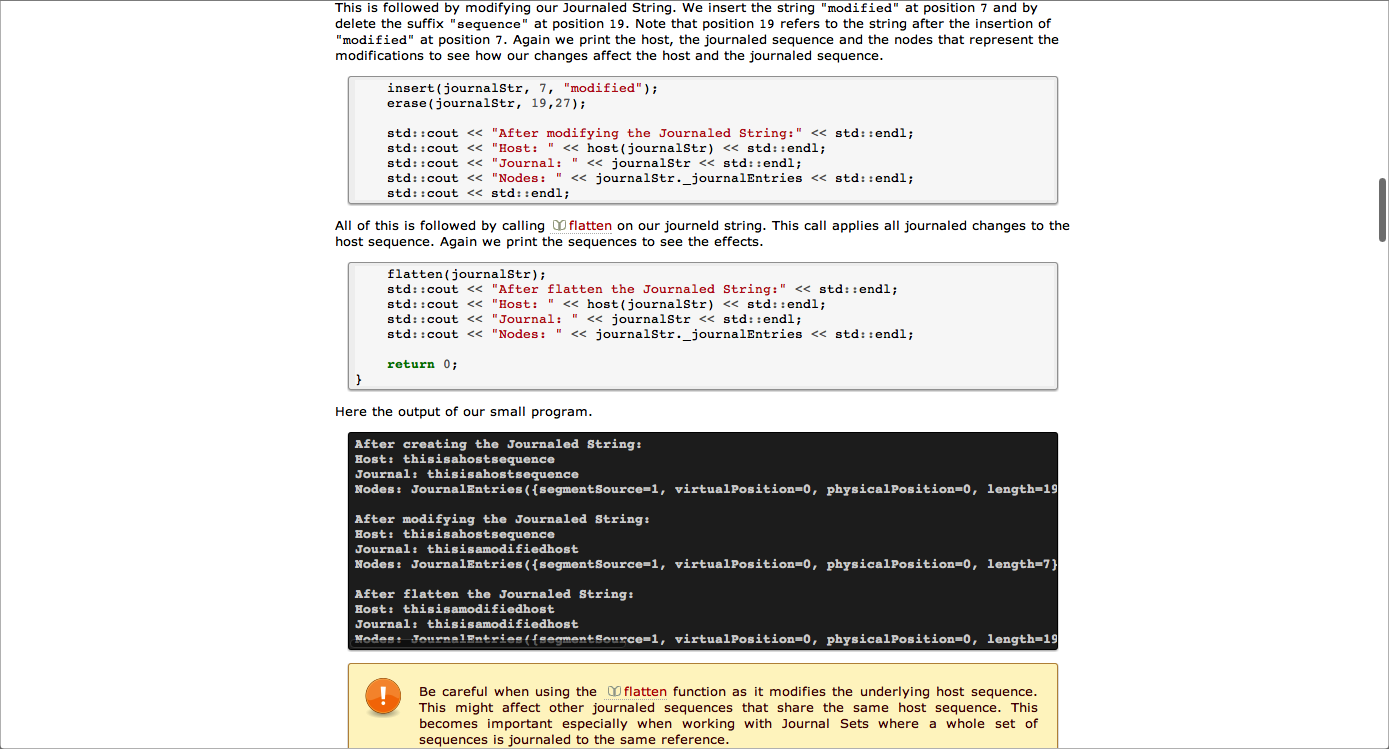 This is followed by modifying our Journaled String. We insert the string "modified" at position 7 and by
delete the suffix "sequence" at position 19. Note that position 19 refers to the string after the insertion of
"modified" at position 7. Again we print the host, the journaled sequence and the nodes that represent the
modifications to see how our changes affect the host and the journaled sequence.
insert(journalStr, 7, "modified");
erase(journalStr, 19,27);
std::cout << "After modifying the Journaled String:" << std::endl;
std::cout << "Host: " << host(journalStr) << std::endl;
std::cout << "Journal: " << journalStr << std::endl;
std::cout << "Nodes: " << journalStr._journalEntries << std::endl;
std::cout << std::endl;
All of this is followed by calling flatten on our journeld string. This call applies all journaled changes to the
host sequence. Again we print the sequences to see the effects.
flatten(journalStr);
std::cout << "After flatten the Journaled String:" << std::endl;
std::cout << "Host: " << host(journalStr) << std::endl;
std::cout << "Journal: " << journalStr << std::endl;
std::cout << "Nodes: " << journalStr._journalEntries << std::endl;
return 0;
}
Here the output of our small program.
After creating the Journaled String:
Host: thisisahostsequence
Journal: thisisahostsequence
Nodes: JournalEntries({segmentSource=1, virtualPosition=0, physicalPosition=0, length=19
After modifying the Journaled String:
Host: thisisahostsequence
Journal: thisisamodifiedhost
Nodes: JournalEntries({segmentSource=1, virtualPosition=0, physicalPosition=0, length=7}
After flatten the Journaled String:
Host: thisisamodifiedhost
Journal: thisisamodifiedhost
Nodes: JournalEntries({segmentSource=1, virtualPosition=0, physicalPosition=0, length=19
Be careful when using the flatten function as it modifies the underlying host sequence.
This might affect other journaled sequences that share the same host sequence. This
becomes important especially when working with Journal Sets where a whole set of
sequences is journaled to the same reference.